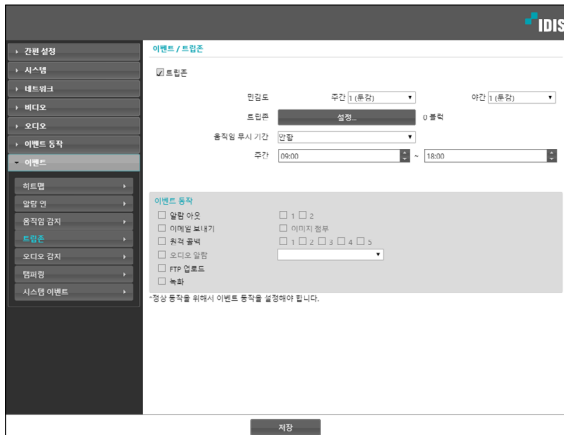 IDIS
간편 설정
시스템
네트워크
비디오
오디오
이벤트 동작
이벤트
히트맵
알람 인
움직임 감지
트립존
오디오 감지
탬퍼링
시스템 이벤트
이벤트 / 트립존
트립존
민감도 주간 1 (둔감) 야간 1 (둔감)
트립존 설정... 0 블럭
움직임 무시 기간 안함
주간 09:00 ~ 18:00
이벤트 동작
알람 아웃 1 2
이메일 보내기 이미지 첨부
원격 콜백 1 2 3 4 5
오디오 알람
FTP 업로드
녹화
*정상 동작을 위해서 이벤트 동작을 설정해야 합니다.
저장